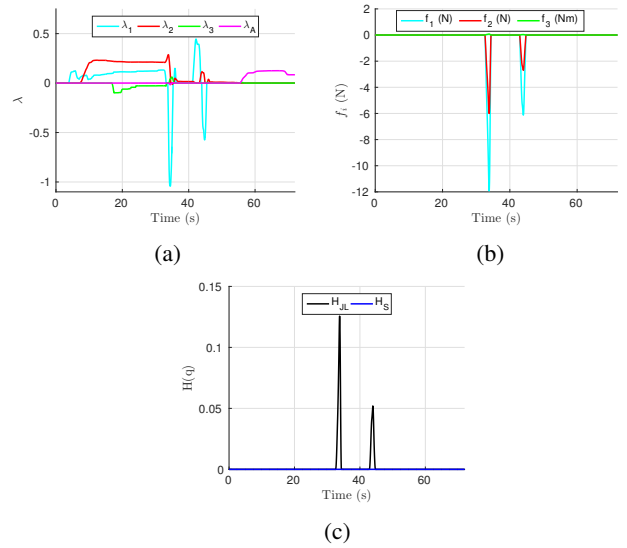 λ1 λ2 λ3 λA
0.5
0
-0.5
-1
λ
0 20 40 60
Time (s)
(a)
f1 (N) f2 (N) f3 (Nm)
2
0
-2
-4
-6
-8
-10
-12
fi (N)
0 20 40 60
Time (s)
(b)
HJL HS
0.15
0.1
0.05
0
H(q)
0 20 40 60
Time (s)
(c)